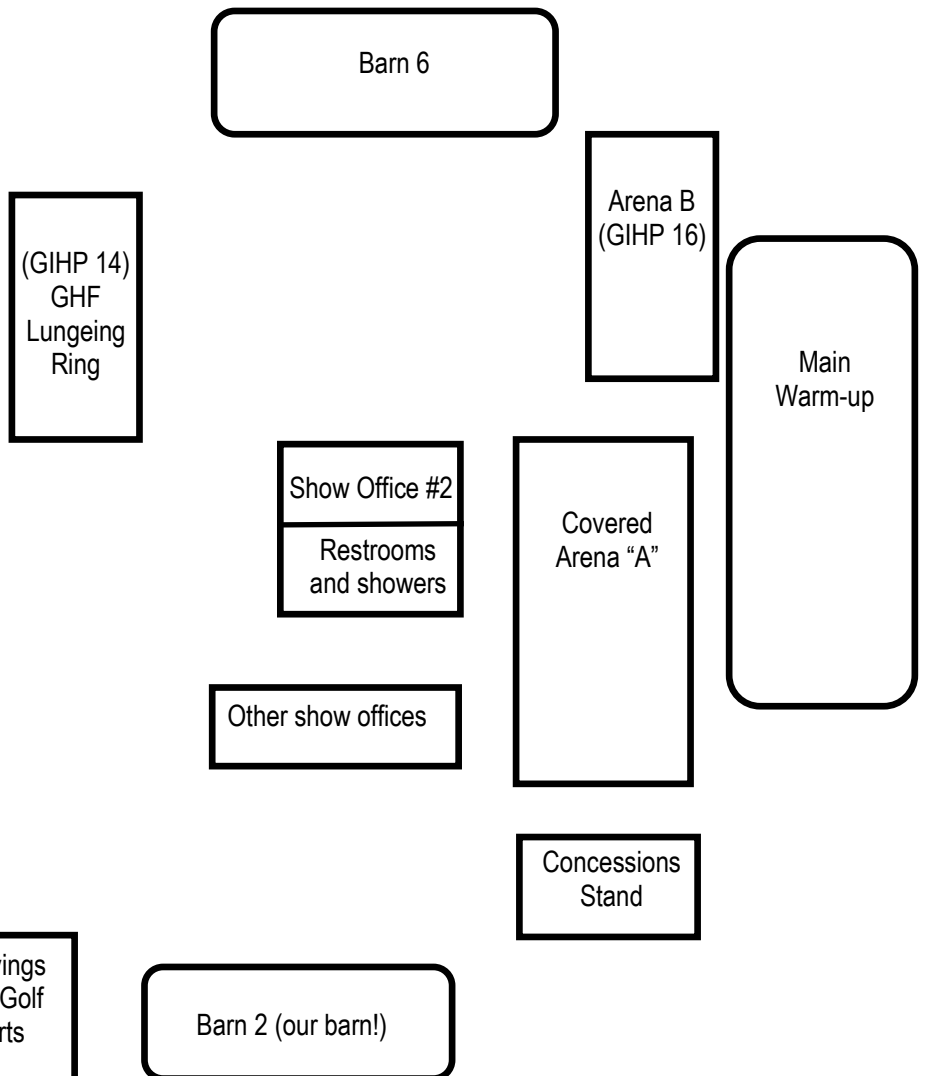 Barn 6
Arena B
(GIHP 16)
(GIHP 14)
GHF
Lungeing
Ring
Main
Warm-up
Show Office #2
Restrooms
and showers
Covered
Arena “A”
Other show offices
Concessions
Stand
Golf
Barn 2 (our barn!)